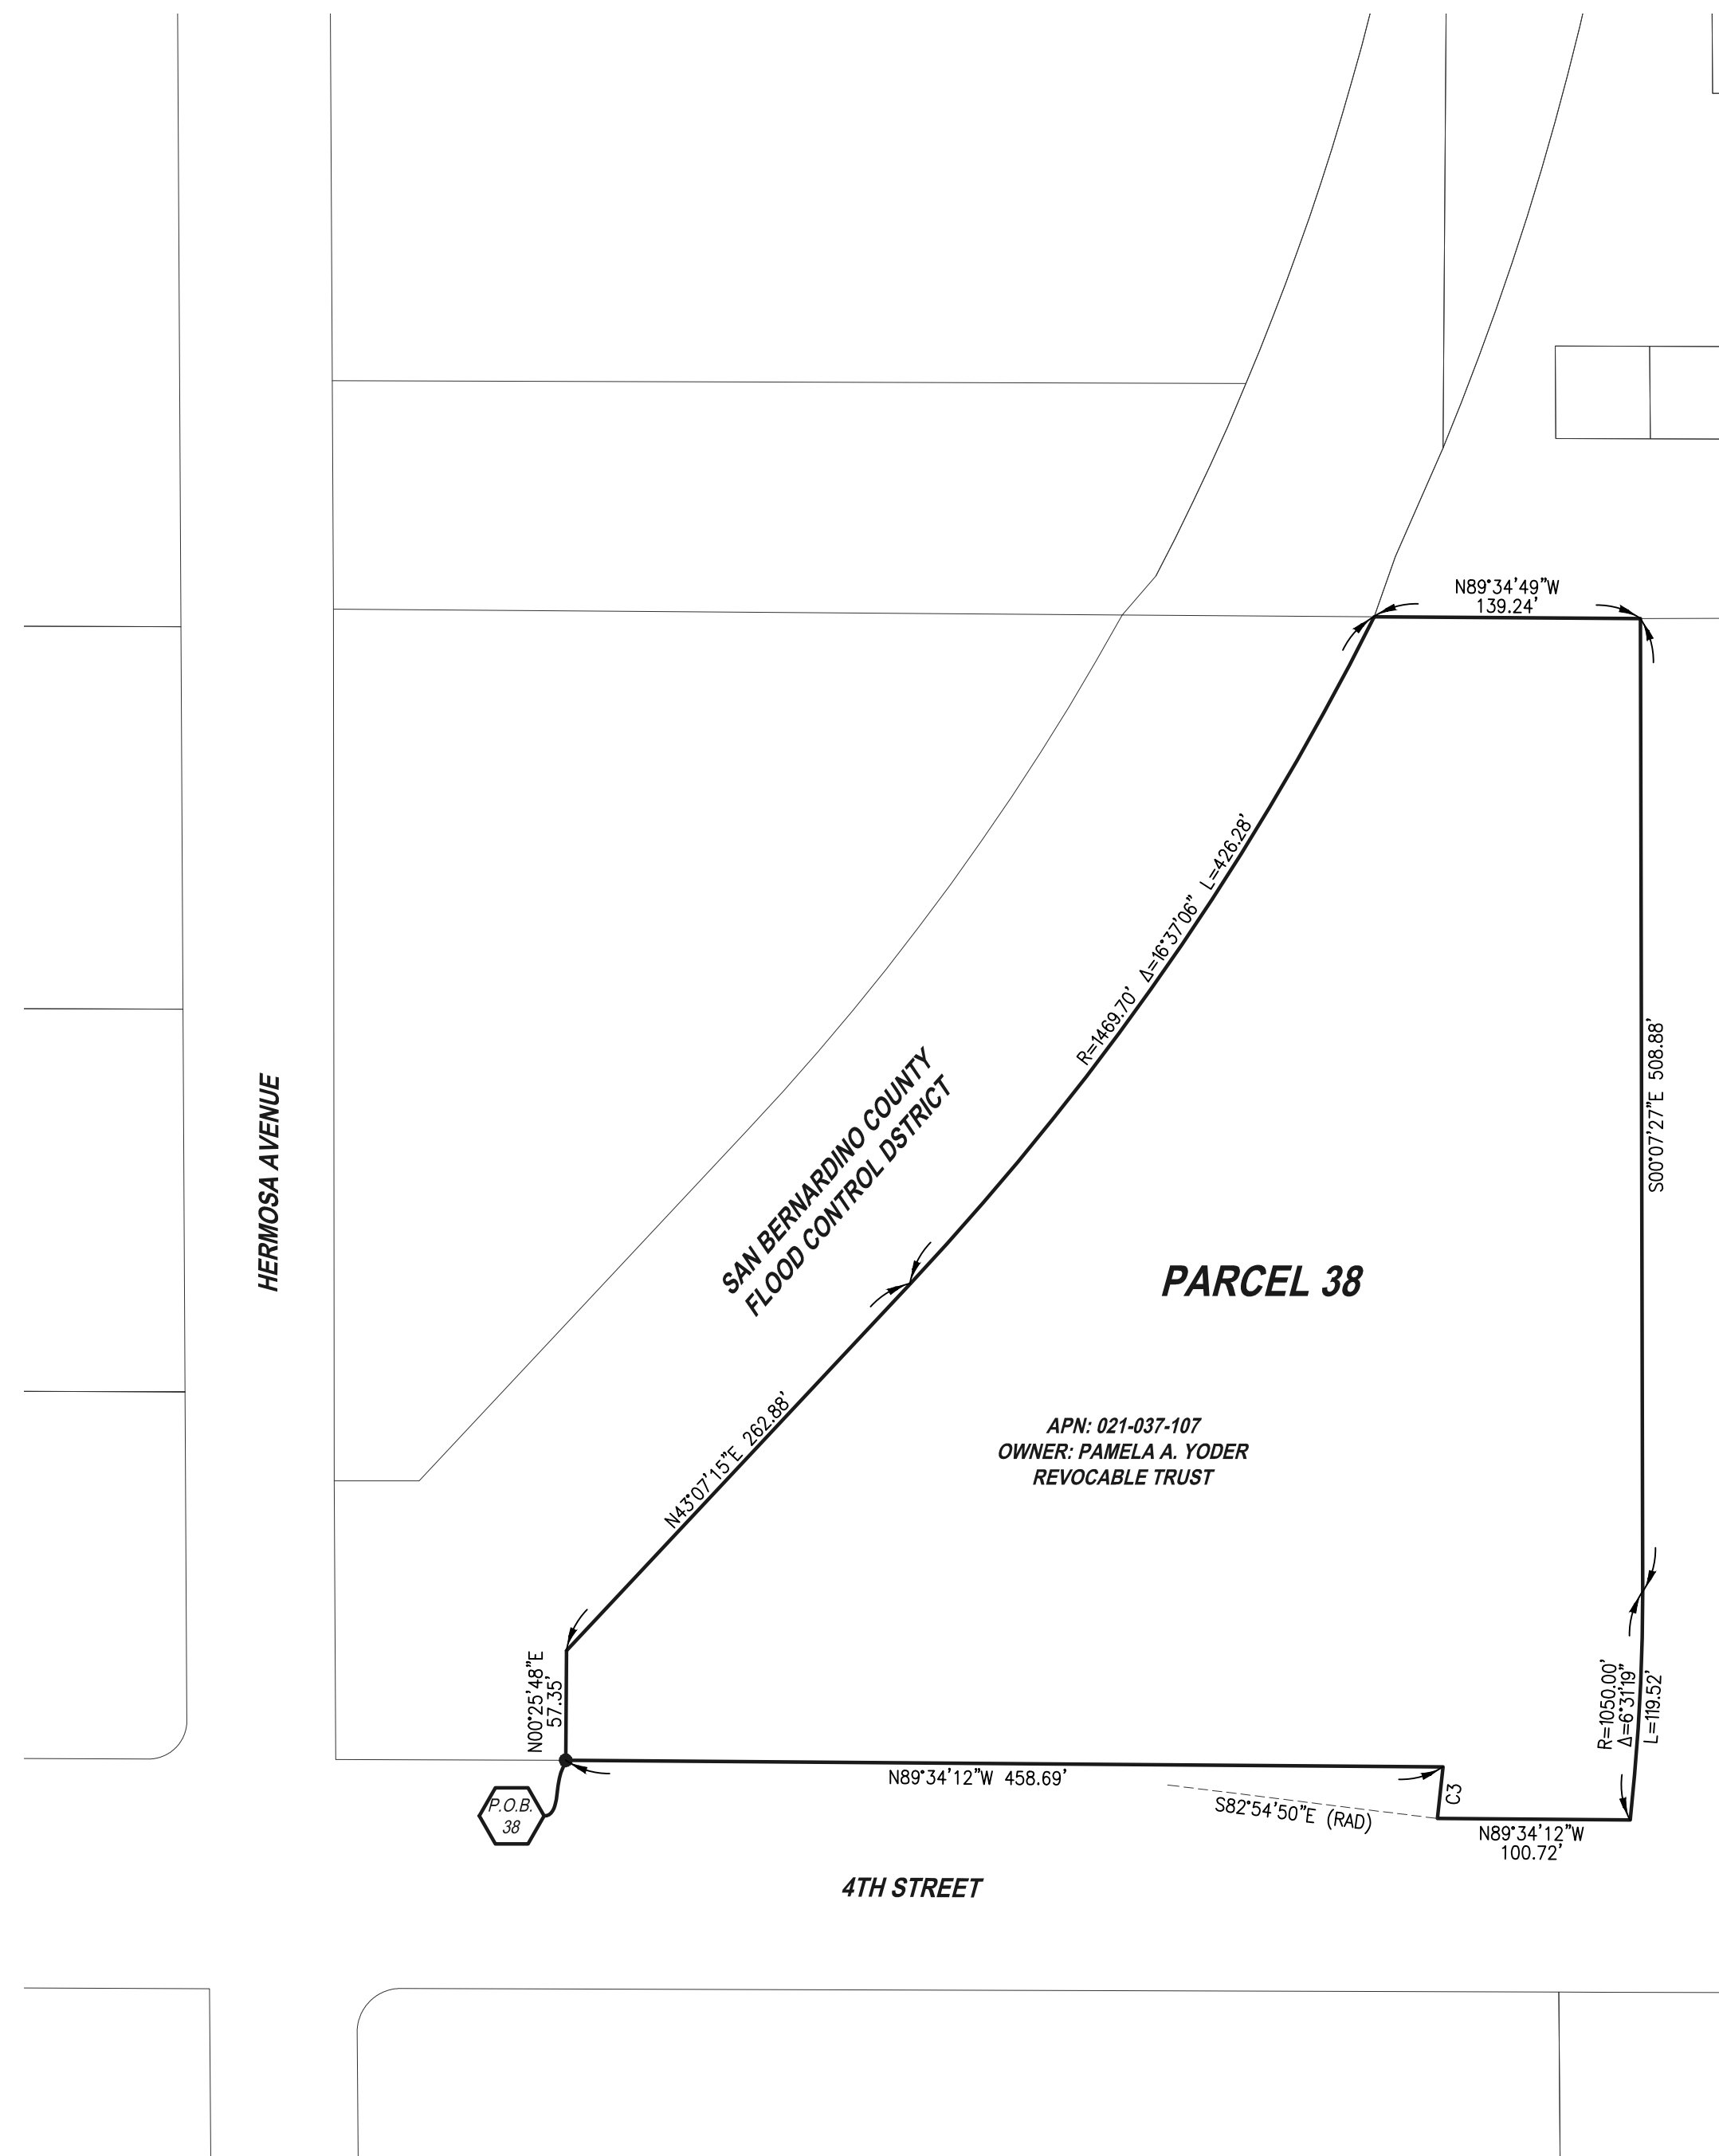 N89°34'49"W
139.24'
R=1469.70' Δ=16°37'06" L=426.28'
S00°07'27"E 508.88'
HERMOSA AVENUE
SAN BERNARDINO COUNTY
FLOOD CONTROL DSTRICT
PARCEL 38
N43°07'15"E 262.88'
APN: 021-037-107
OWNER: PAMELA A. YODER
REVOCABLE TRUST
N00°25'48"E
57.35'
R=1050.00'
Δ=6°31'19"
L=119.52'
N89°34'12"W 458.69'
C3
S82°54'50"E (RAD)
P.O.B.
38
N89°34'12"W
100.72'
4TH STREET